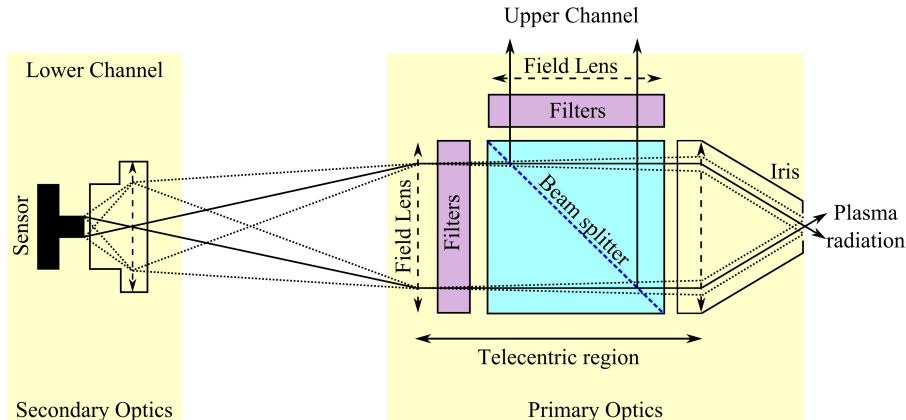 Upper Channel
Lower Channel
Field Lens
Filters
Iris
Sensor
Field Lens
Filters
Beam splitter
Plasma
radiation
Telecentric region
Secondary Optics
Primary Optics